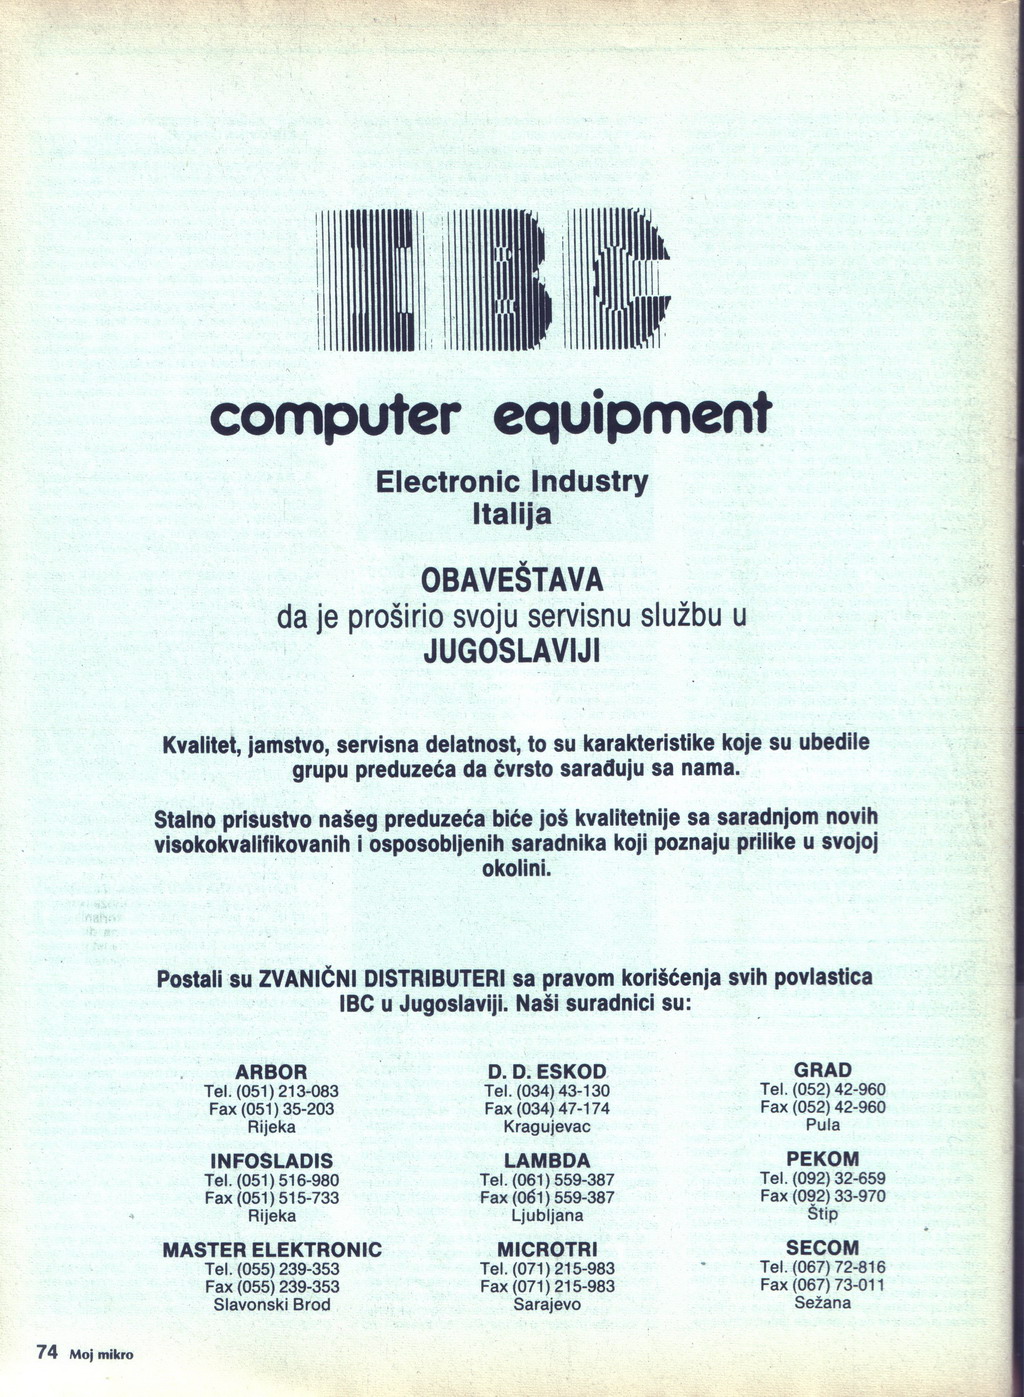 IBC
computer equipment
Electronic Industry
Italija
OBAVEŠTAVA
da je proširio svoju servisnu službu u
JUGOSLAVIJI
Kvalitet, jamstvo, servisna delatnost, to su karakteristike koje su ubedile
grupu preduzeća da čvrsto sarađuju sa nama.
Stalno prisustvo našeg preduzeća biće još kvalitetnije sa saradnjom novih
visokokvalifikovanih i osposobljenih saradnika koji poznaju prilike u svojoj
okolini.
Postali su ZVANIČNI DISTRIBUTERI sa pravom korišćenja svih povlastica
IBC u Jugoslaviji. Naši suradnici su:
ARBOR
Tel. (051) 213-083
Fax (051) 35-203
Rijeka
D. D. ESKOD
Tel. (034) 43-130
Fax (034) 47-174
Kragujevac
GRAD
Tel. (052) 42-960
Fax (052) 42-960
Pula
INFOSLADIS
Tel. (051) 516-980
Fax (051) 515-733
Rijeka
LAMBDA
Tel. (061) 559-387
Fax (061) 559-387
Ljubljana
PEKOM
Tel. (092) 32-659
Fax (092) 33-970
Štip
MASTER ELEKTRONIC
Tel. (055) 239-353
Fax (055) 239-353
Slavonski Brod
MICROTRI
Tel. (071) 215-983
Fax (071) 215-983
Sarajevo
SECOM
Tel. (067) 72-816
Fax (067) 73-011
Sežana
74 Moj mikro